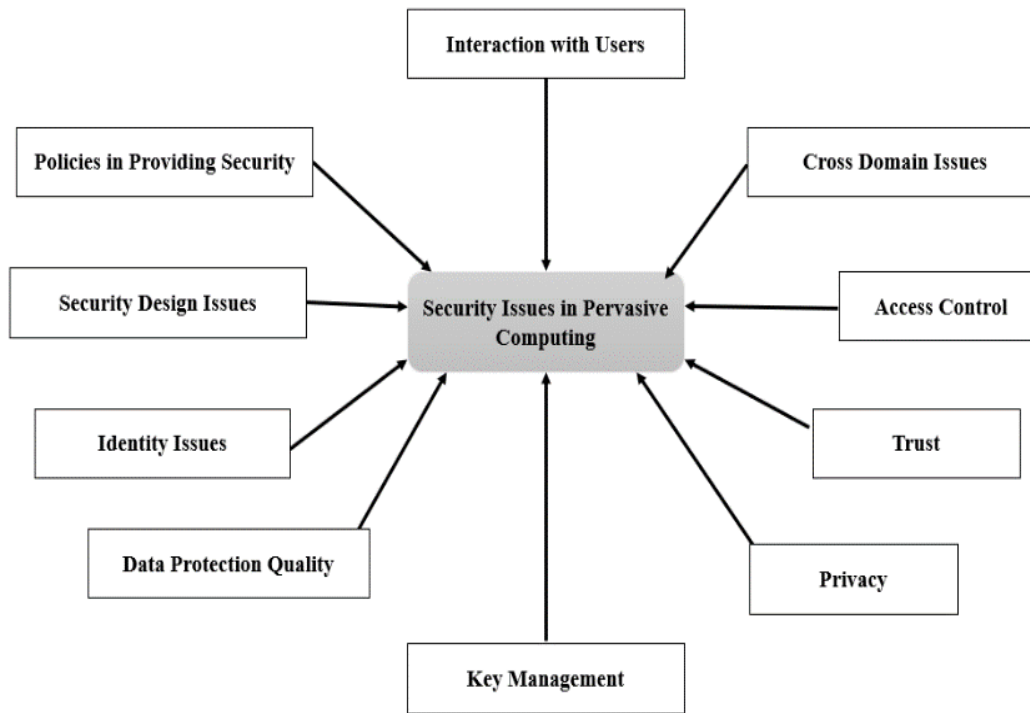 Interaction with Users
Policies in Providing Security
Cross Domain Issues
Security Design Issues
Security Issues in Pervasive
Computing
Access Control
Identity Issues
Trust
Data Protection Quality
Privacy
Key Management